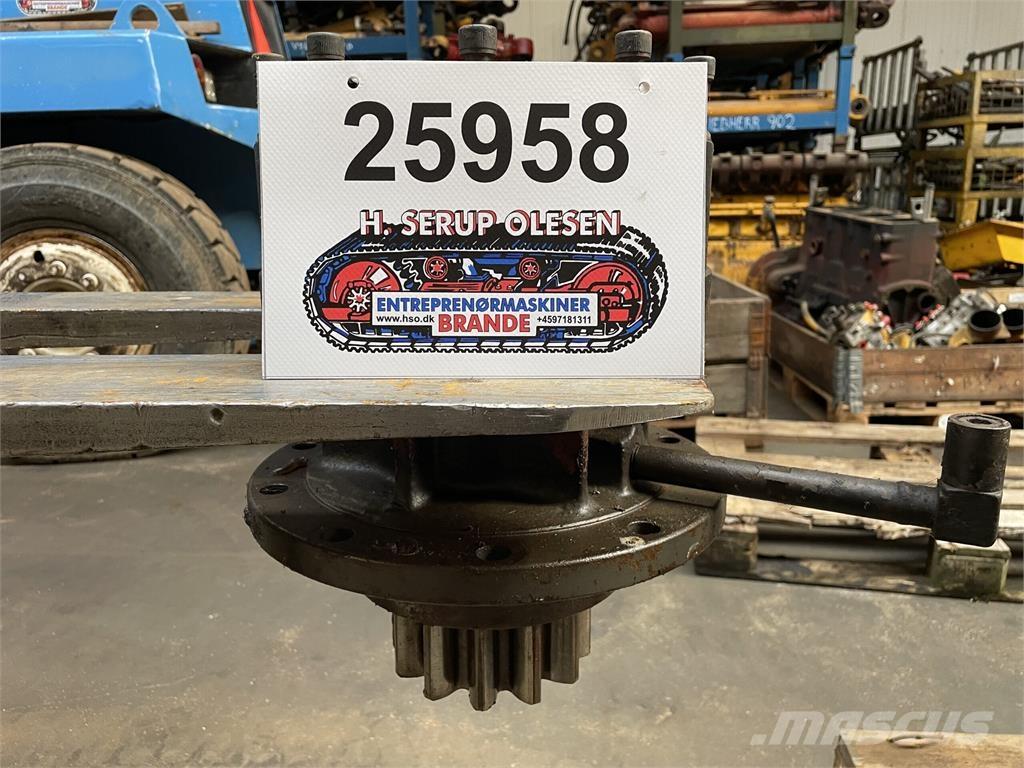 25958
H. SERUP OLESEN
ENTREPRENØRMASKINER
www.hso.dk BRANDE +4597181311
LIEBHERR 902
MASCUS